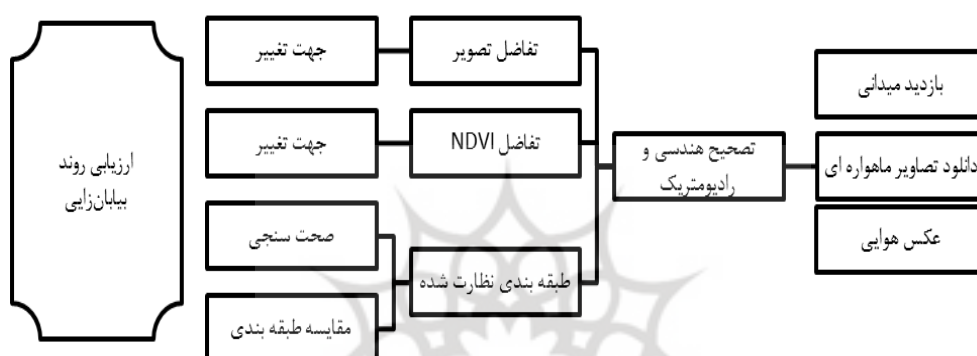 بازدید میدانی
دانلود تصاویر ماهواره ای
عکس هوایی
تصحیح هندسی و
رادیومتریک
تفاضل تصویر
تفاضل NDVI
طبقه بندی نظارت شده
جهت تغییر
جهت تغییر
صحت سنجی
مقایسه طبقه بندی
ارزیابی روند
بیابان‌زایی